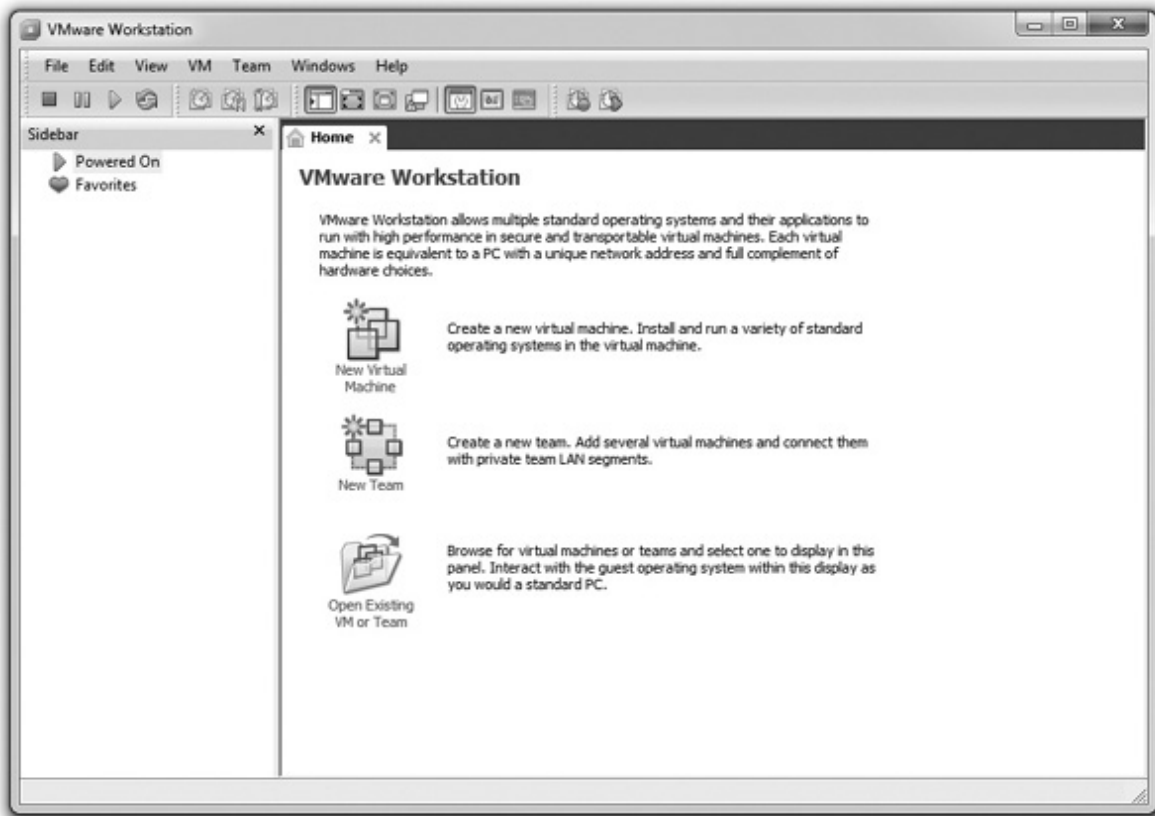 VMware Workstation
File Edit View VM Team Windows Help
Sidebar
Powered On
Favorites
Home
VMware Workstation
VMware Workstation allows multiple standard operating systems and their applications to
run with high performance in secure and transportable virtual machines. Each virtual
machine is equivalent to a PC with a unique network address and full complement of
hardware choices.
New Virtual
Machine
Create a new virtual machine. Install and run a variety of standard
operating systems in the virtual machine.
New Team
Create a new team. Add several virtual machines and connect them
with private team LAN segments.
Open Existing
VM or Team
Browse for virtual machines or teams and select one to display in this
panel. Interact with the guest operating system within this display as
you would a standard PC.